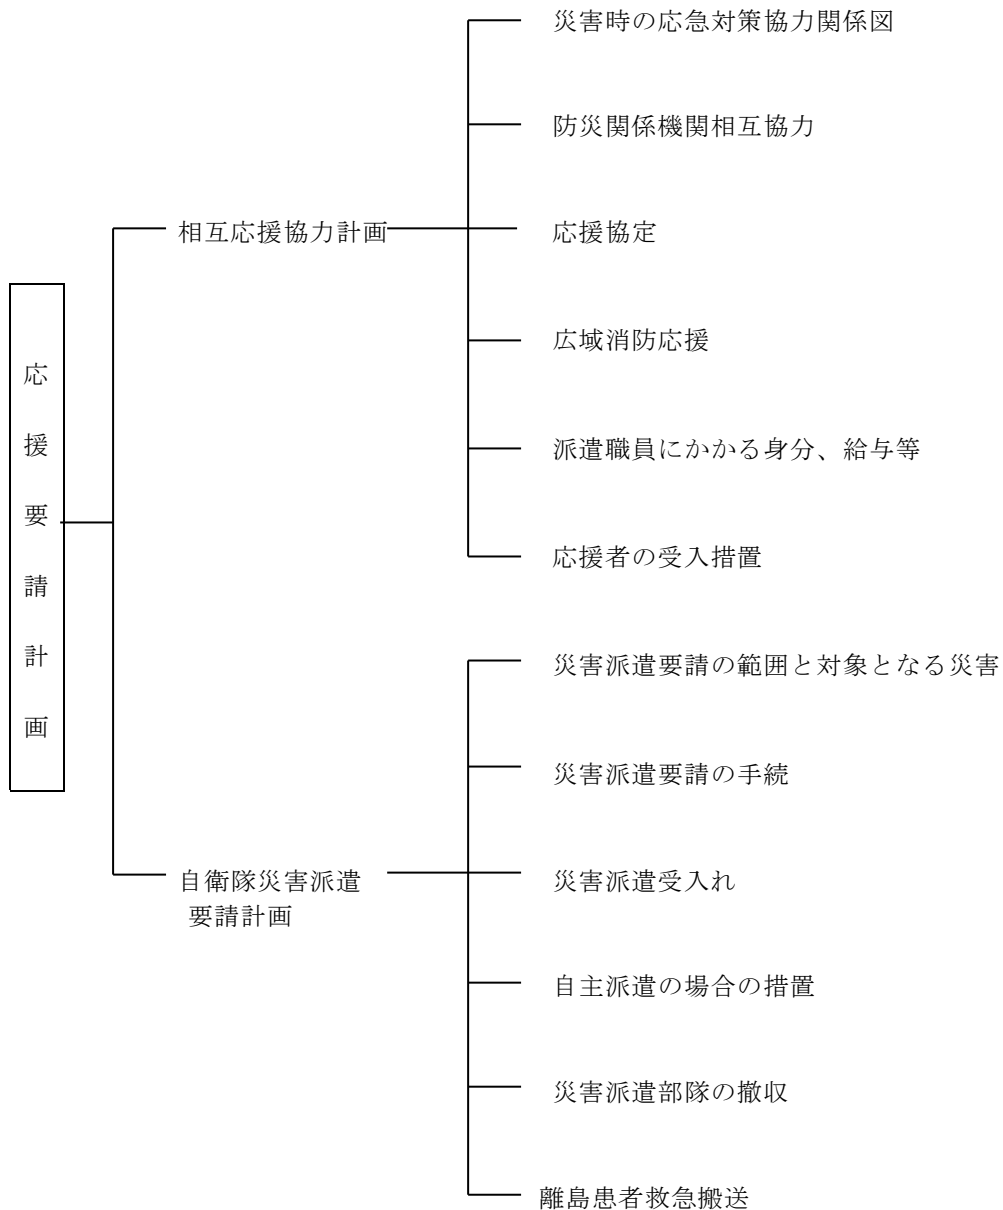 応援要請計画
相互応援協力計画
災害時の応急対策協力関係図
防災関係機関相互協力
応援協定
広域消防応援
派遣職員にかかる身分、給与等
応援者の受入措置
自衛隊災害派遣
要請計画
災害派遣要請の範囲と対象となる災害
災害派遣要請の手続
災害派遣受入れ
自主派遣の場合の措置
災害派遣部隊の撤収
離島患者救急搬送